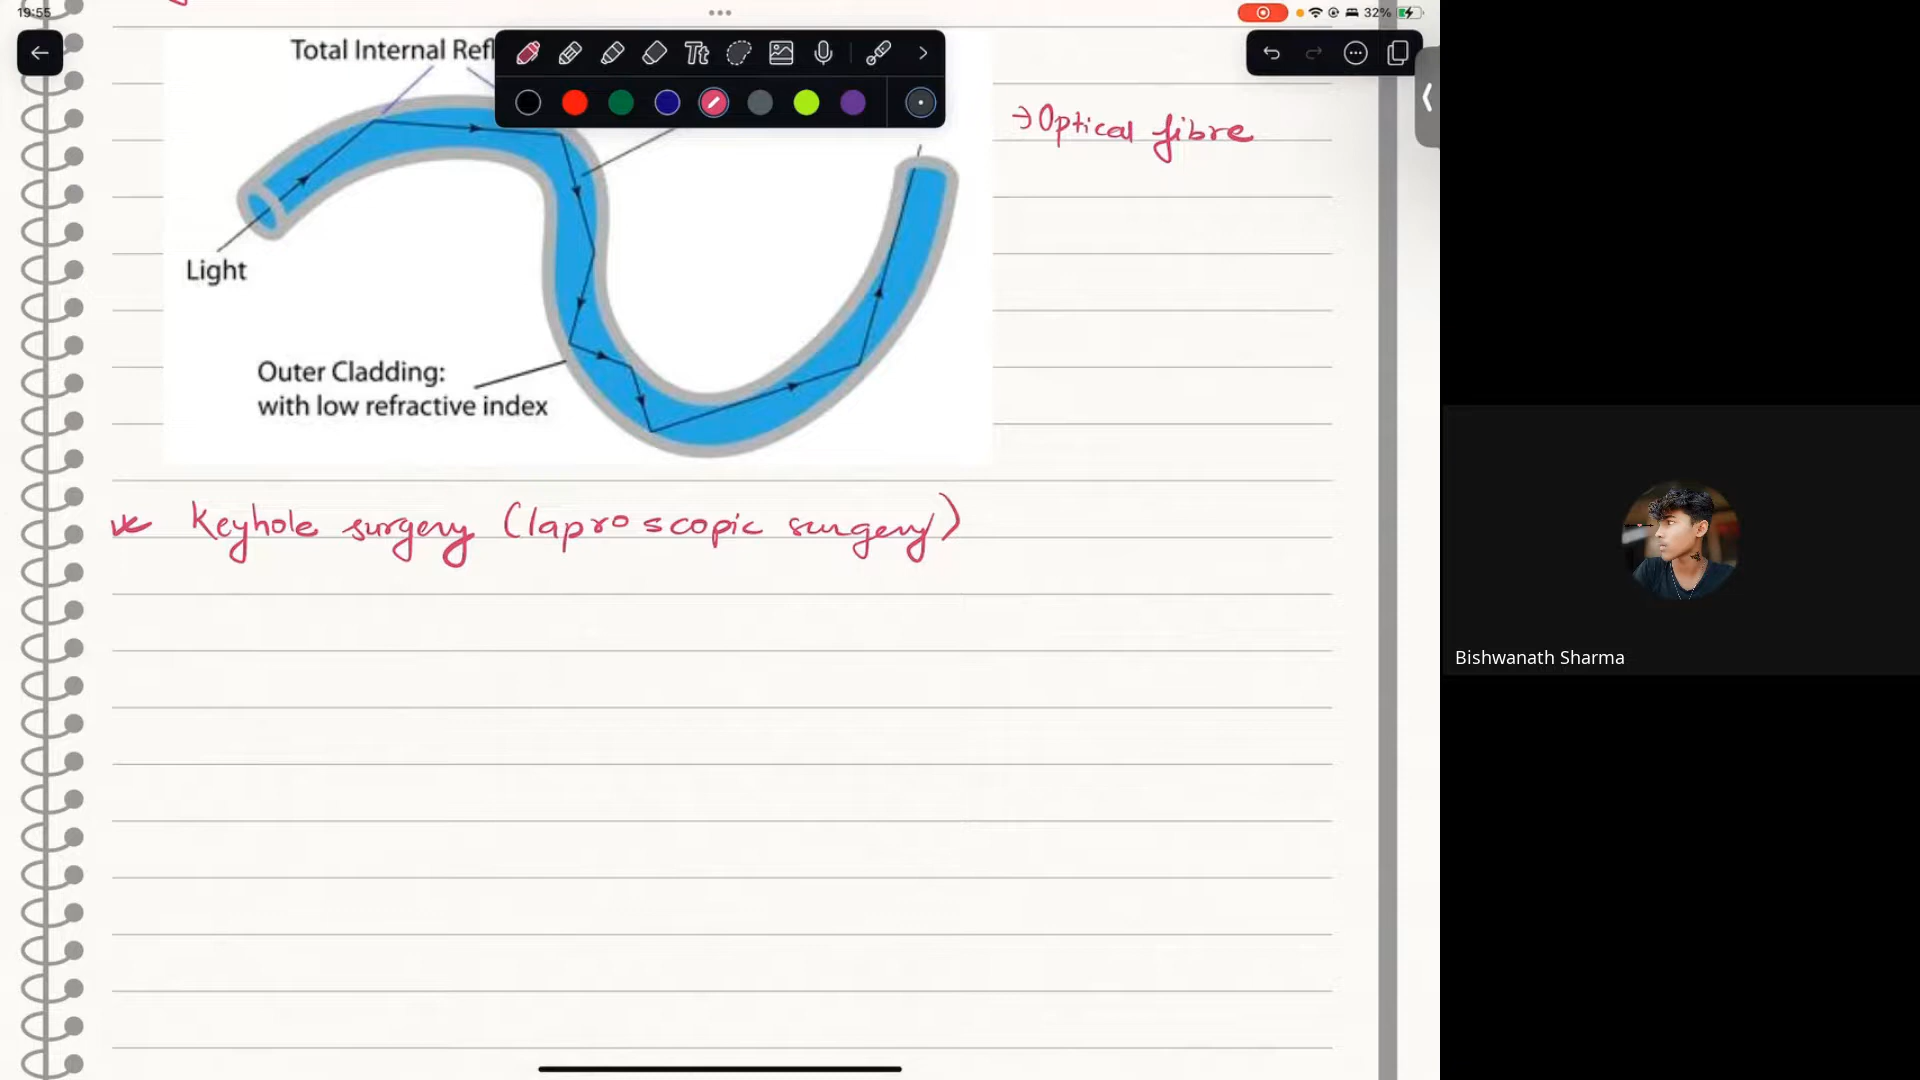 19:55
32%
Total Internal Refl
→ Optical fibre
Light
Outer Cladding:
with low refractive index
Keyhole surgery (laproscopic surgery)
Tt
Bishwanath Sharma